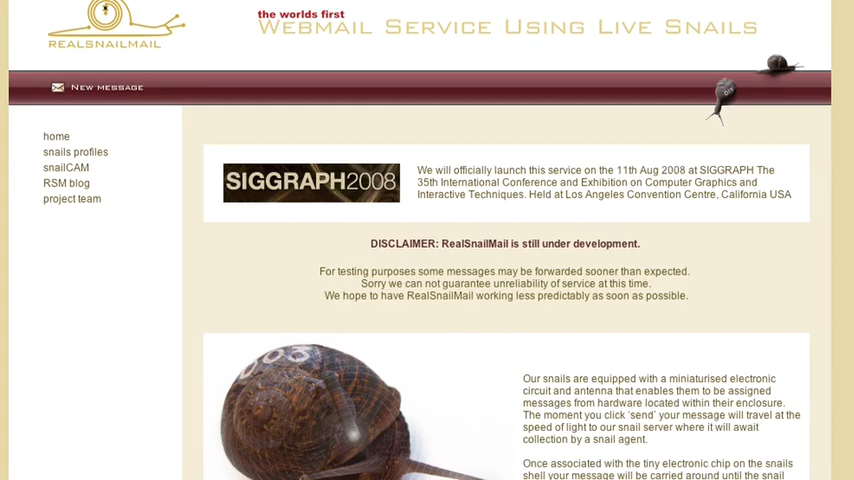 REALSNAILMAIL
the worlds first
Webmail Service Using Live Snails
New message
home
snails profiles
snailCAM
RSM blog
project team
SIGGRAPH2008
We will officially launch this service on the 11th Aug 2008 at SIGGRAPH The
35th International Conference and Exhibition on Computer Graphics and
Interactive Techniques. Held at Los Angeles Convention Centre, California USA
DISCLAIMER: RealSnailMail is still under development.
For testing purposes some messages may be forwarded sooner than expected.
Sorry we can not guarantee unreliability of service at this time.
We hope to have RealSnailMail working less predictably as soon as possible.
003
Our snails are equipped with a miniaturised electronic
circuit and antenna that enables them to be assigned
messages from hardware located within their enclosure.
The moment you click ‘send’ your message will travel at the
speed of light to our snail server where it will await
collection by a snail agent.
Once associated with the tiny electronic chip on the snails
shell your message will be carried around until the snail